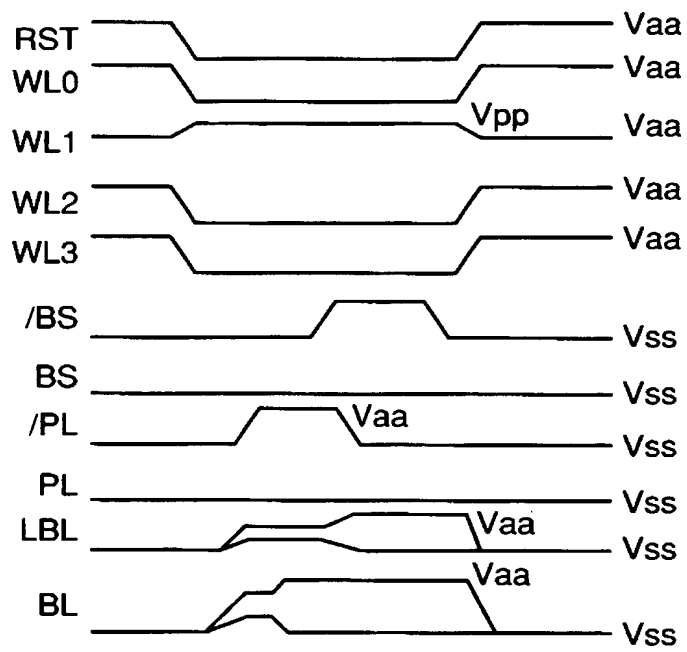 RST Vaa
WL0 Vaa
WL1 Vpp Vaa
WL2 Vaa
WL3 Vaa
/BS Vss
BS Vss
/PL Vaa Vss
PL Vss
LBL Vaa Vss
BL Vaa Vss